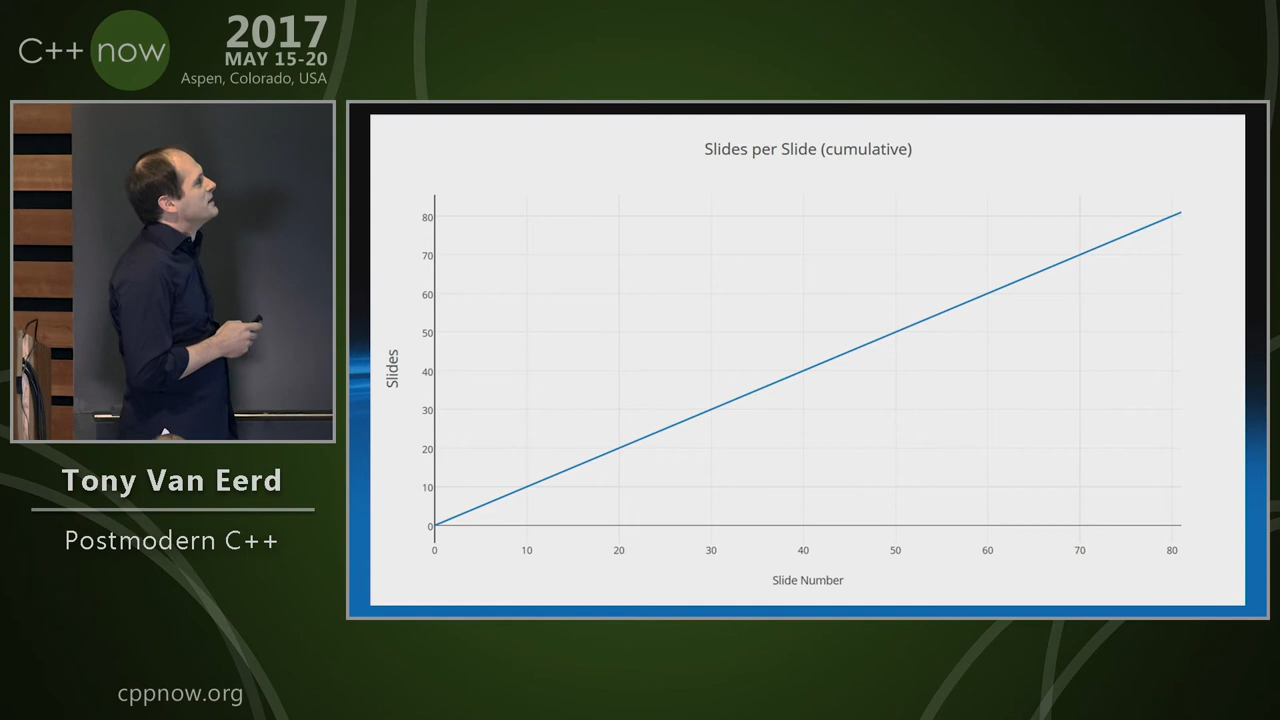 C++ now
2017
MAY 15-20
Aspen, Colorado, USA
Slides per Slide (cumulative)
Slides
80
70
60
50
40
30
20
10
0
0 10 20 30 40 50 60 70 80
Slide Number
Tony Van Eerd
Postmodern C++
cppnow.org